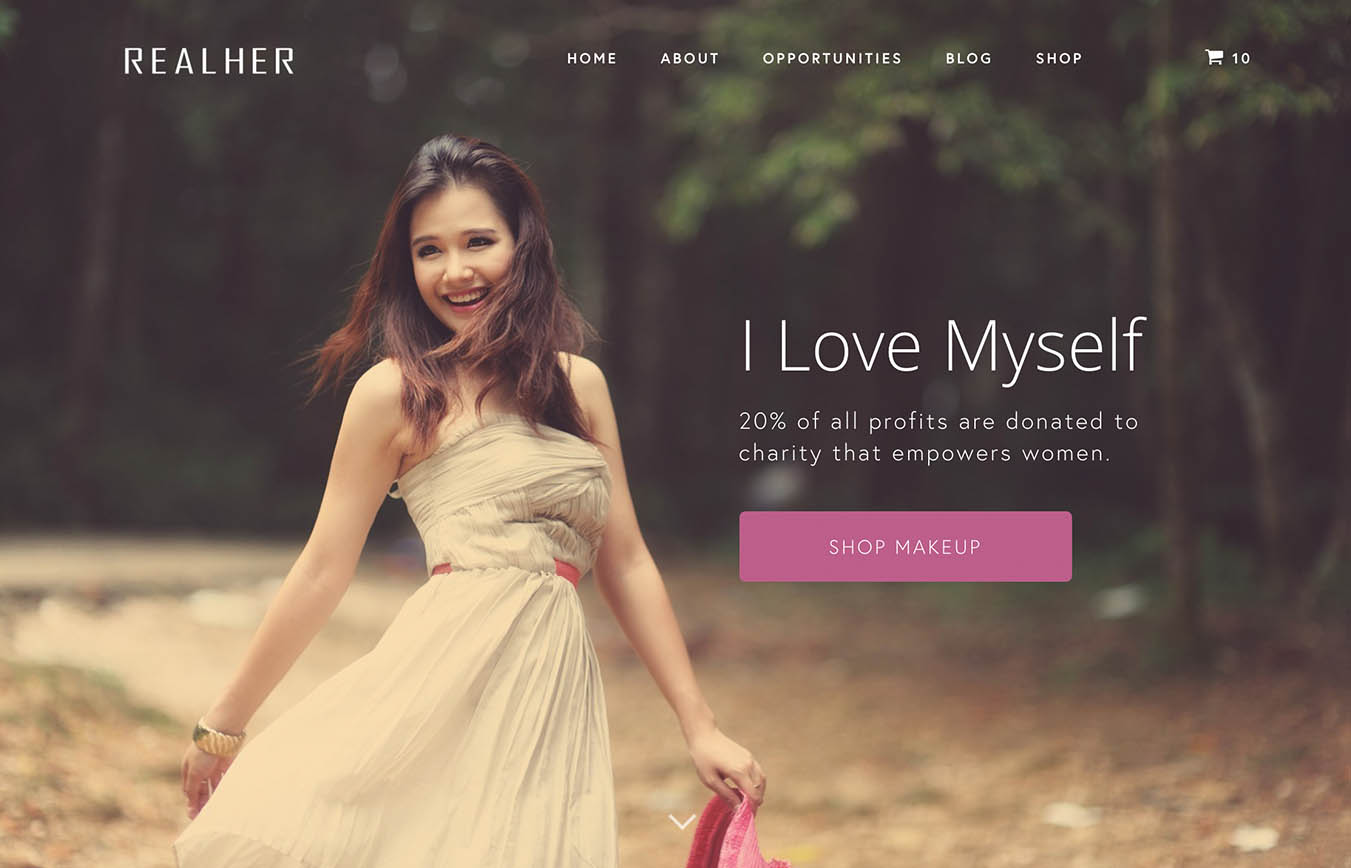 REALHER
HOME ABOUT OPPORTUNITIES BLOG SHOP 10
I Love Myself
20% of all profits are donated to
charity that empowers women.
SHOP MAKEUP